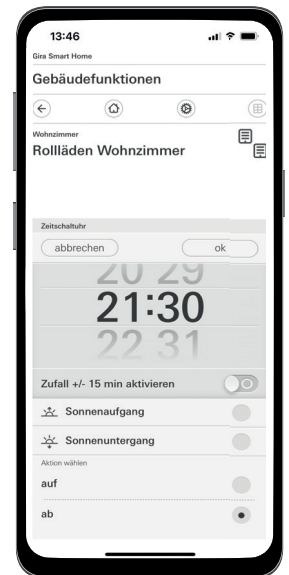 13:46
Gira Smart Home
Gebäudefunktionen
Wohnzimmer
Rollläden Wohnzimmer
Zeitschaltuhr
abbrechen ok
20 29
21:30
22 31
Zufall +/- 15 min aktivieren
Sonnenaufgang
Sonnenuntergang
Aktion wählen
auf
ab